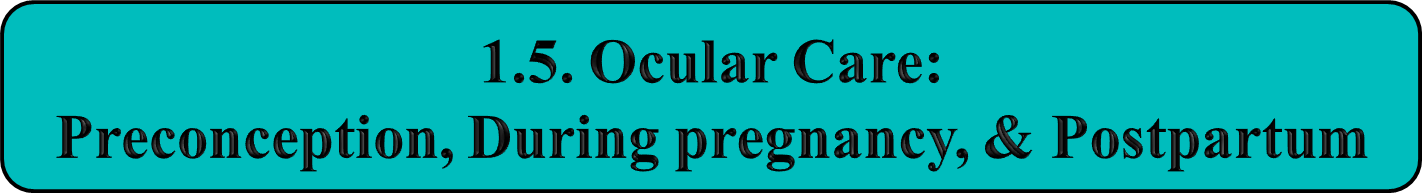 1.5. Ocular Care:
Preconception, During pregnancy, & Postpartum